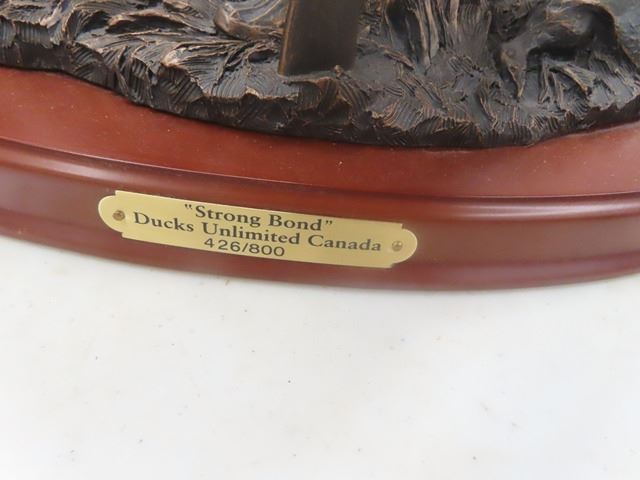 "Strong Bond"
Ducks Unlimited Canada
426/800